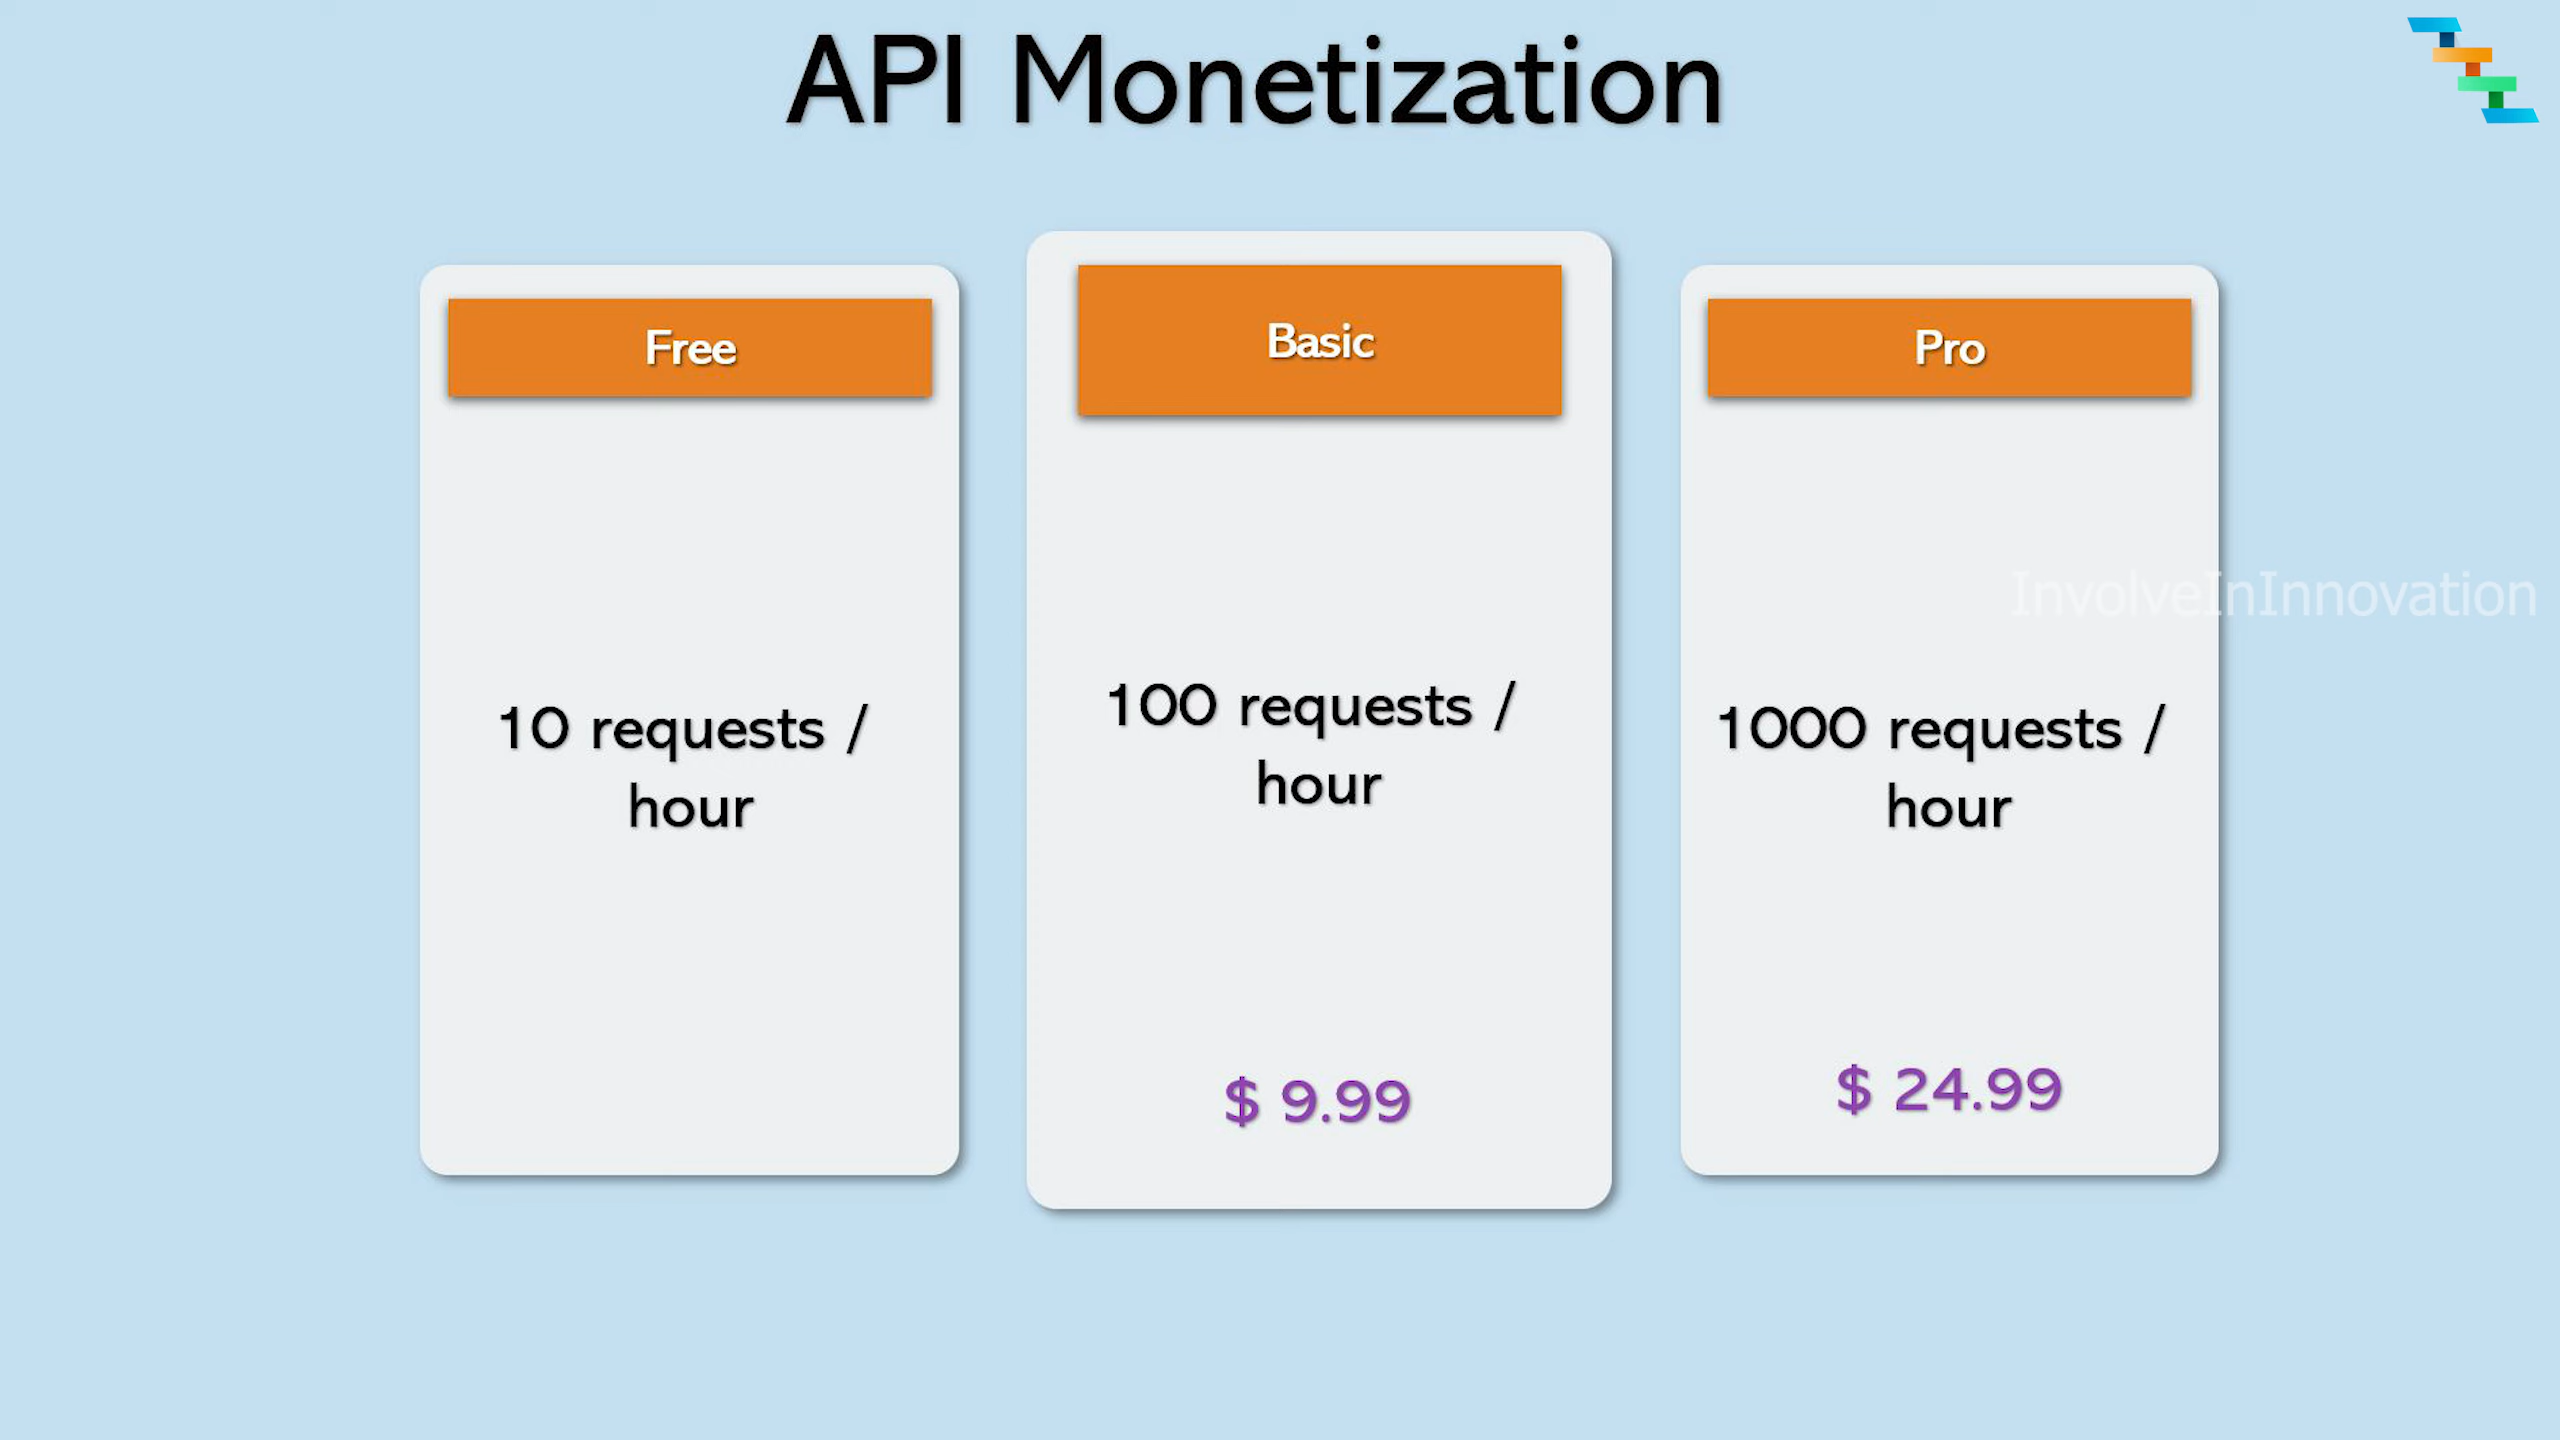 API Monetization
Free
10 requests /
hour
Basic
100 requests /
hour
$ 9.99
Pro
1000 requests /
hour
$ 24.99
InvolveInInnovation